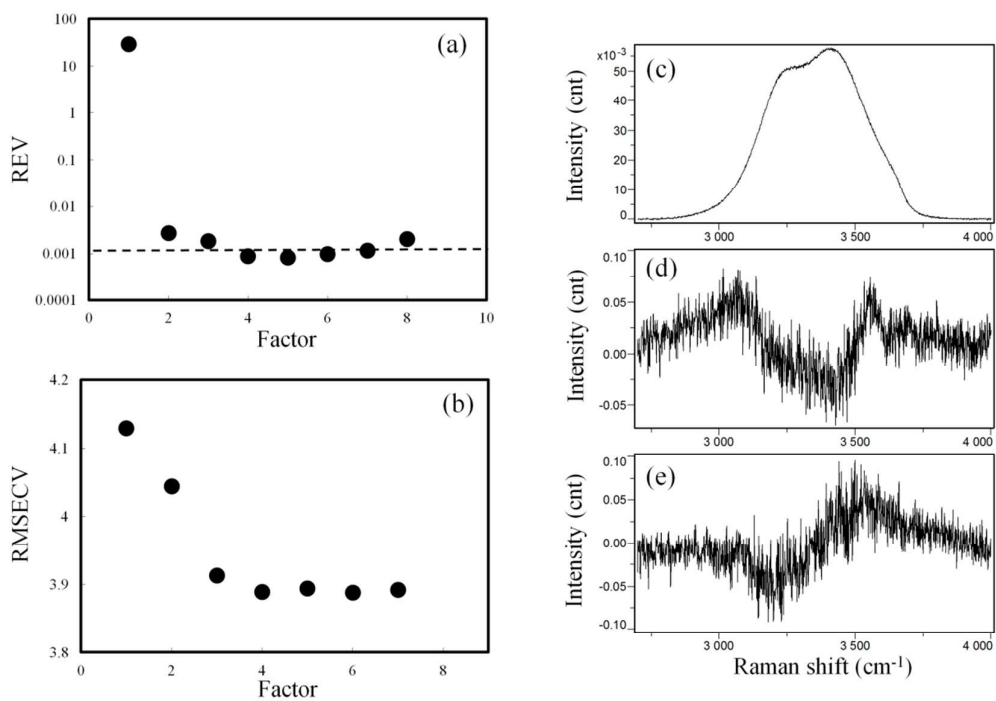 100
10
1
0.1
0.01
0.001
0.0001
REV
(a)
0 2 4 6 8 10
Factor
4.2
4.1
4
3.9
3.8
RMSECV
(b)
0 2 4 6 8
Factor
x10-3
50
40
30
20
10
0
Intensity (cnt)
(c)
3 000 3 500 4 000
0.10
0.05
0.00
-0.05
Intensity (cnt)
(d)
3 000 3 500 4 000
0.10
0.05
0.00
-0.05
-0.10
Intensity (cnt)
(e)
3 000 3 500 4 000
Raman shift (cm-1)